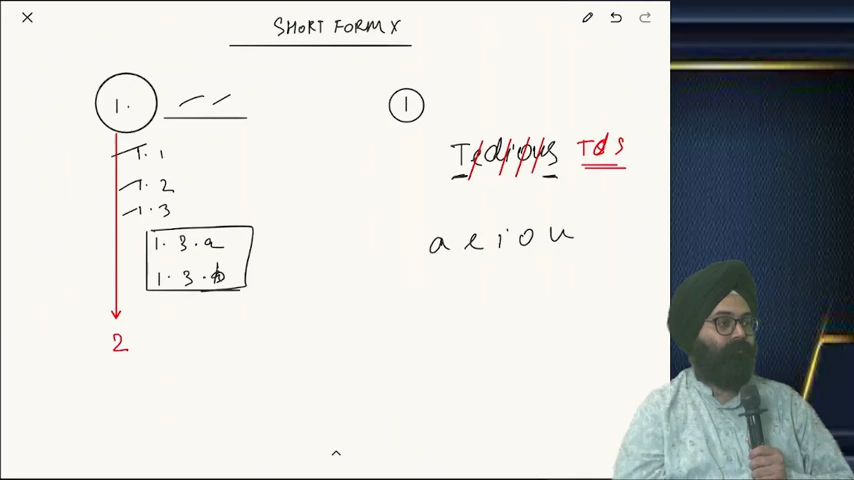 SHORT FORM X
1.
1.1
1.2
1.3
1.3.a
1.3.b
2
1
Tedious Tds
a e i o u